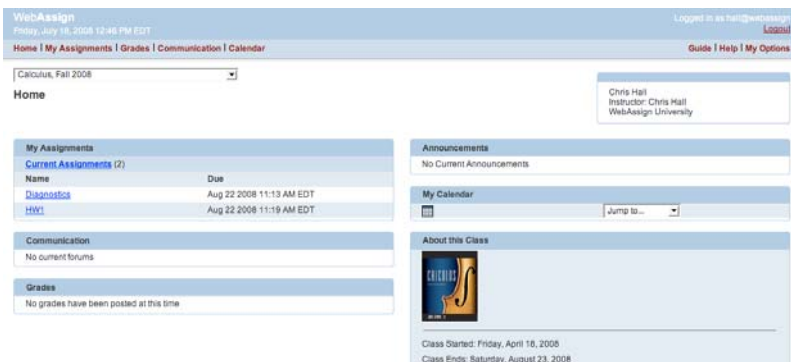 WebAssign
Friday, July 18, 2008 12:46 PM EDT
Logged in as hall@webassign
Logout
Home | My Assignments | Grades | Communication | Calendar
Guide | Help | My Options
Calculus, Fall 2008
Home
Chris Hall
Instructor: Chris Hall
WebAssign University
My Assignments
Current Assignments (2)
Name Due
Diagnostics Aug 22 2008 11:13 AM EDT
HW1 Aug 22 2008 11:19 AM EDT
Communication
No current forums
Grades
No grades have been posted at this time
Announcements
No Current Announcements
My Calendar
Jump to...
About this Class
CALCULUS
Class Started: Friday, April 18, 2008
Class Ends: Saturday, August 23, 2008